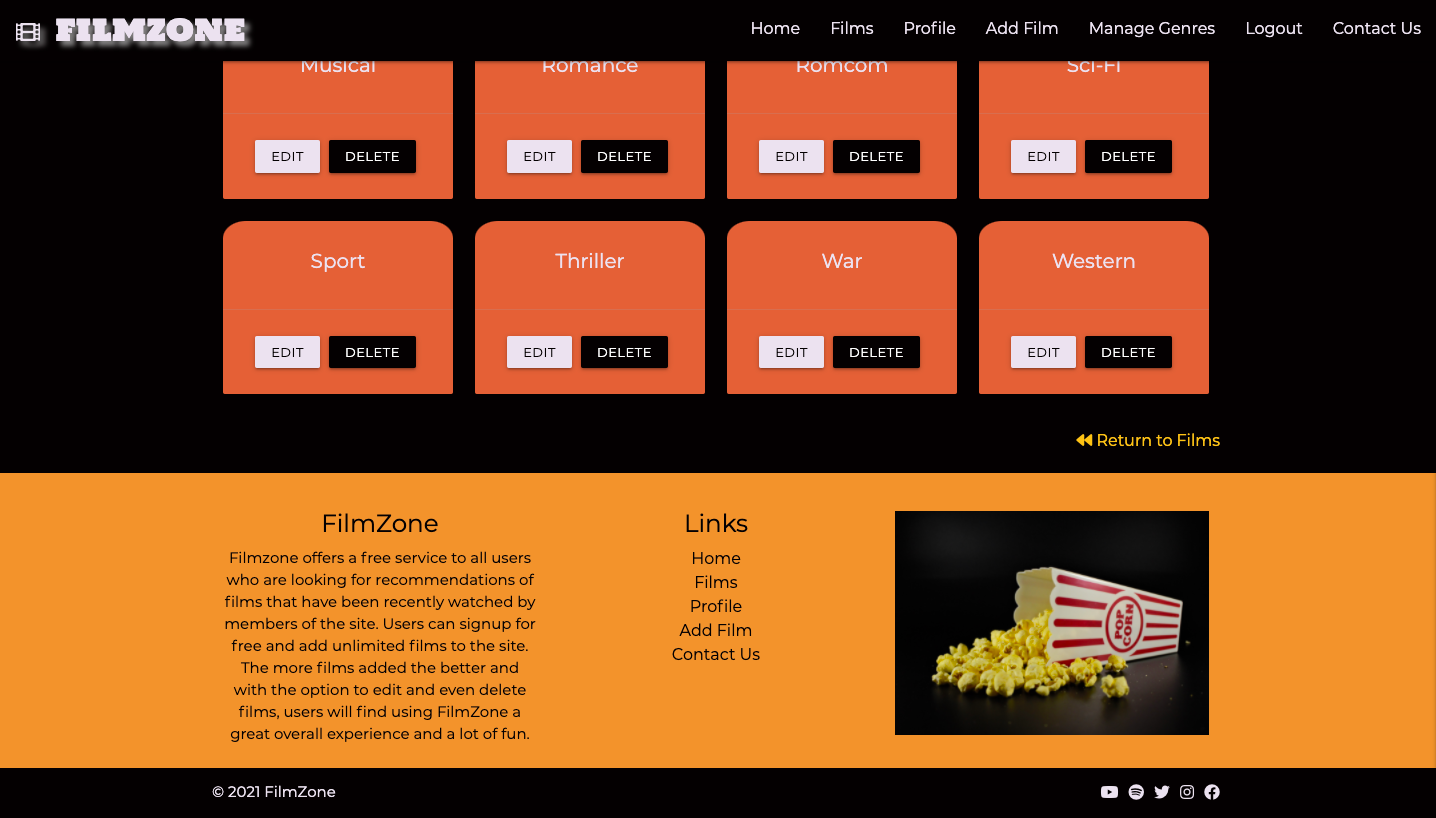 FILMZONE
Home Films Profile Add Film Manage Genres Logout Contact Us
Musical Romance Romcom Sci-Fi
EDIT DELETE EDIT DELETE EDIT DELETE EDIT DELETE
Sport Thriller War Western
EDIT DELETE EDIT DELETE EDIT DELETE EDIT DELETE
Return to Films
FilmZone
Filmzone offers a free service to all users
who are looking for recommendations of
films that have been recently watched by
members of the site. Users can signup for
free and add unlimited films to the site.
The more films added the better and
with the option to edit and even delete
films, users will find using FilmZone a
great overall experience and a lot of fun.
Links
Home
Films
Profile
Add Film
Contact Us
POP
CORN
© 2021 FilmZone